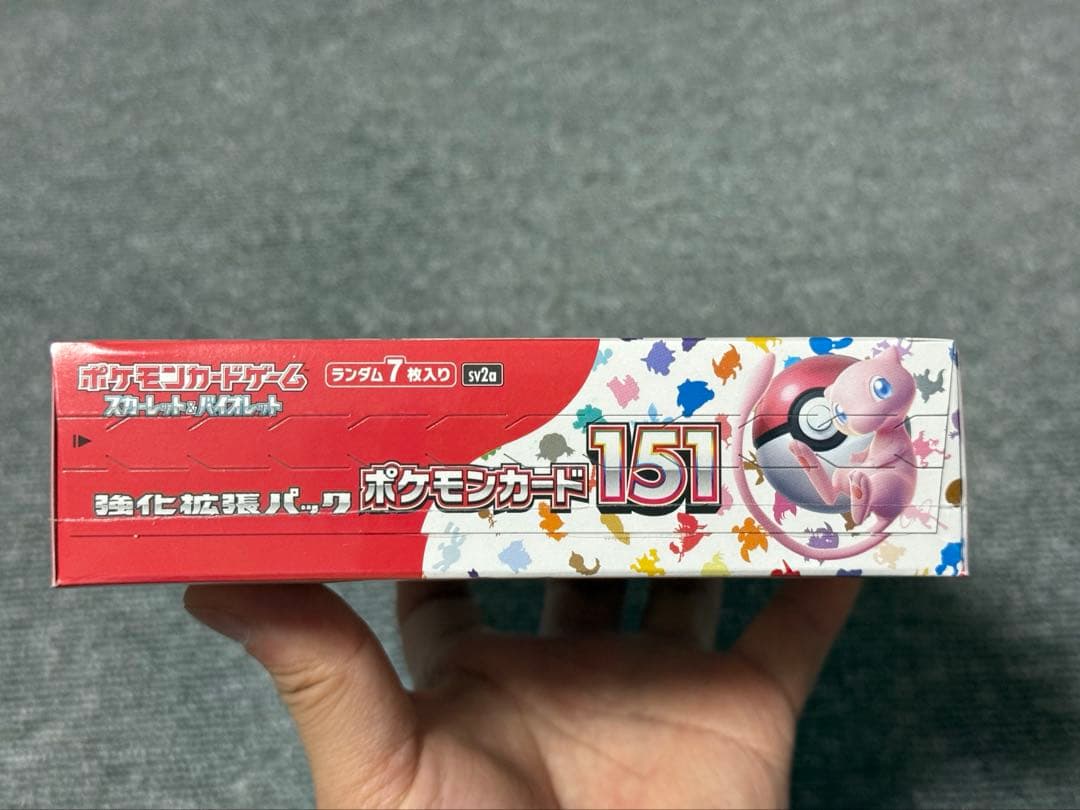 ポケモンカードゲーム
スカーレット&バイオレット
ランダム7枚入り
sv2a
強化拡張パック
ポケモンカード151